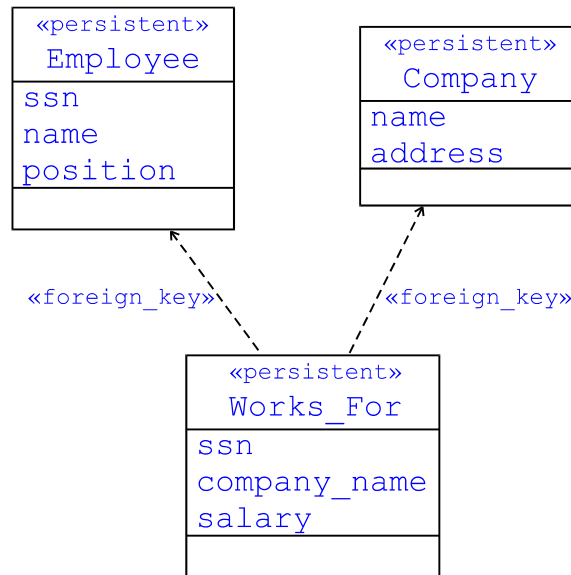 «persistent»
Employee
ssn
name
position
«persistent»
Company
name
address
«foreign_key»
«foreign_key»
«persistent»
Works_For
ssn
company_name
salary